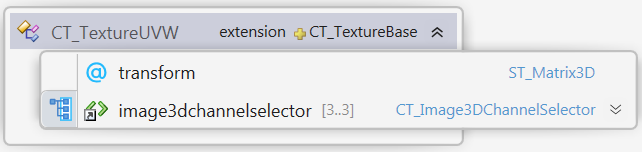 CT_TextureUVW extension CT_TextureBase
transform ST_Matrix3D
image3dchannelselector [3..3] CT_Image3DChannelSelector